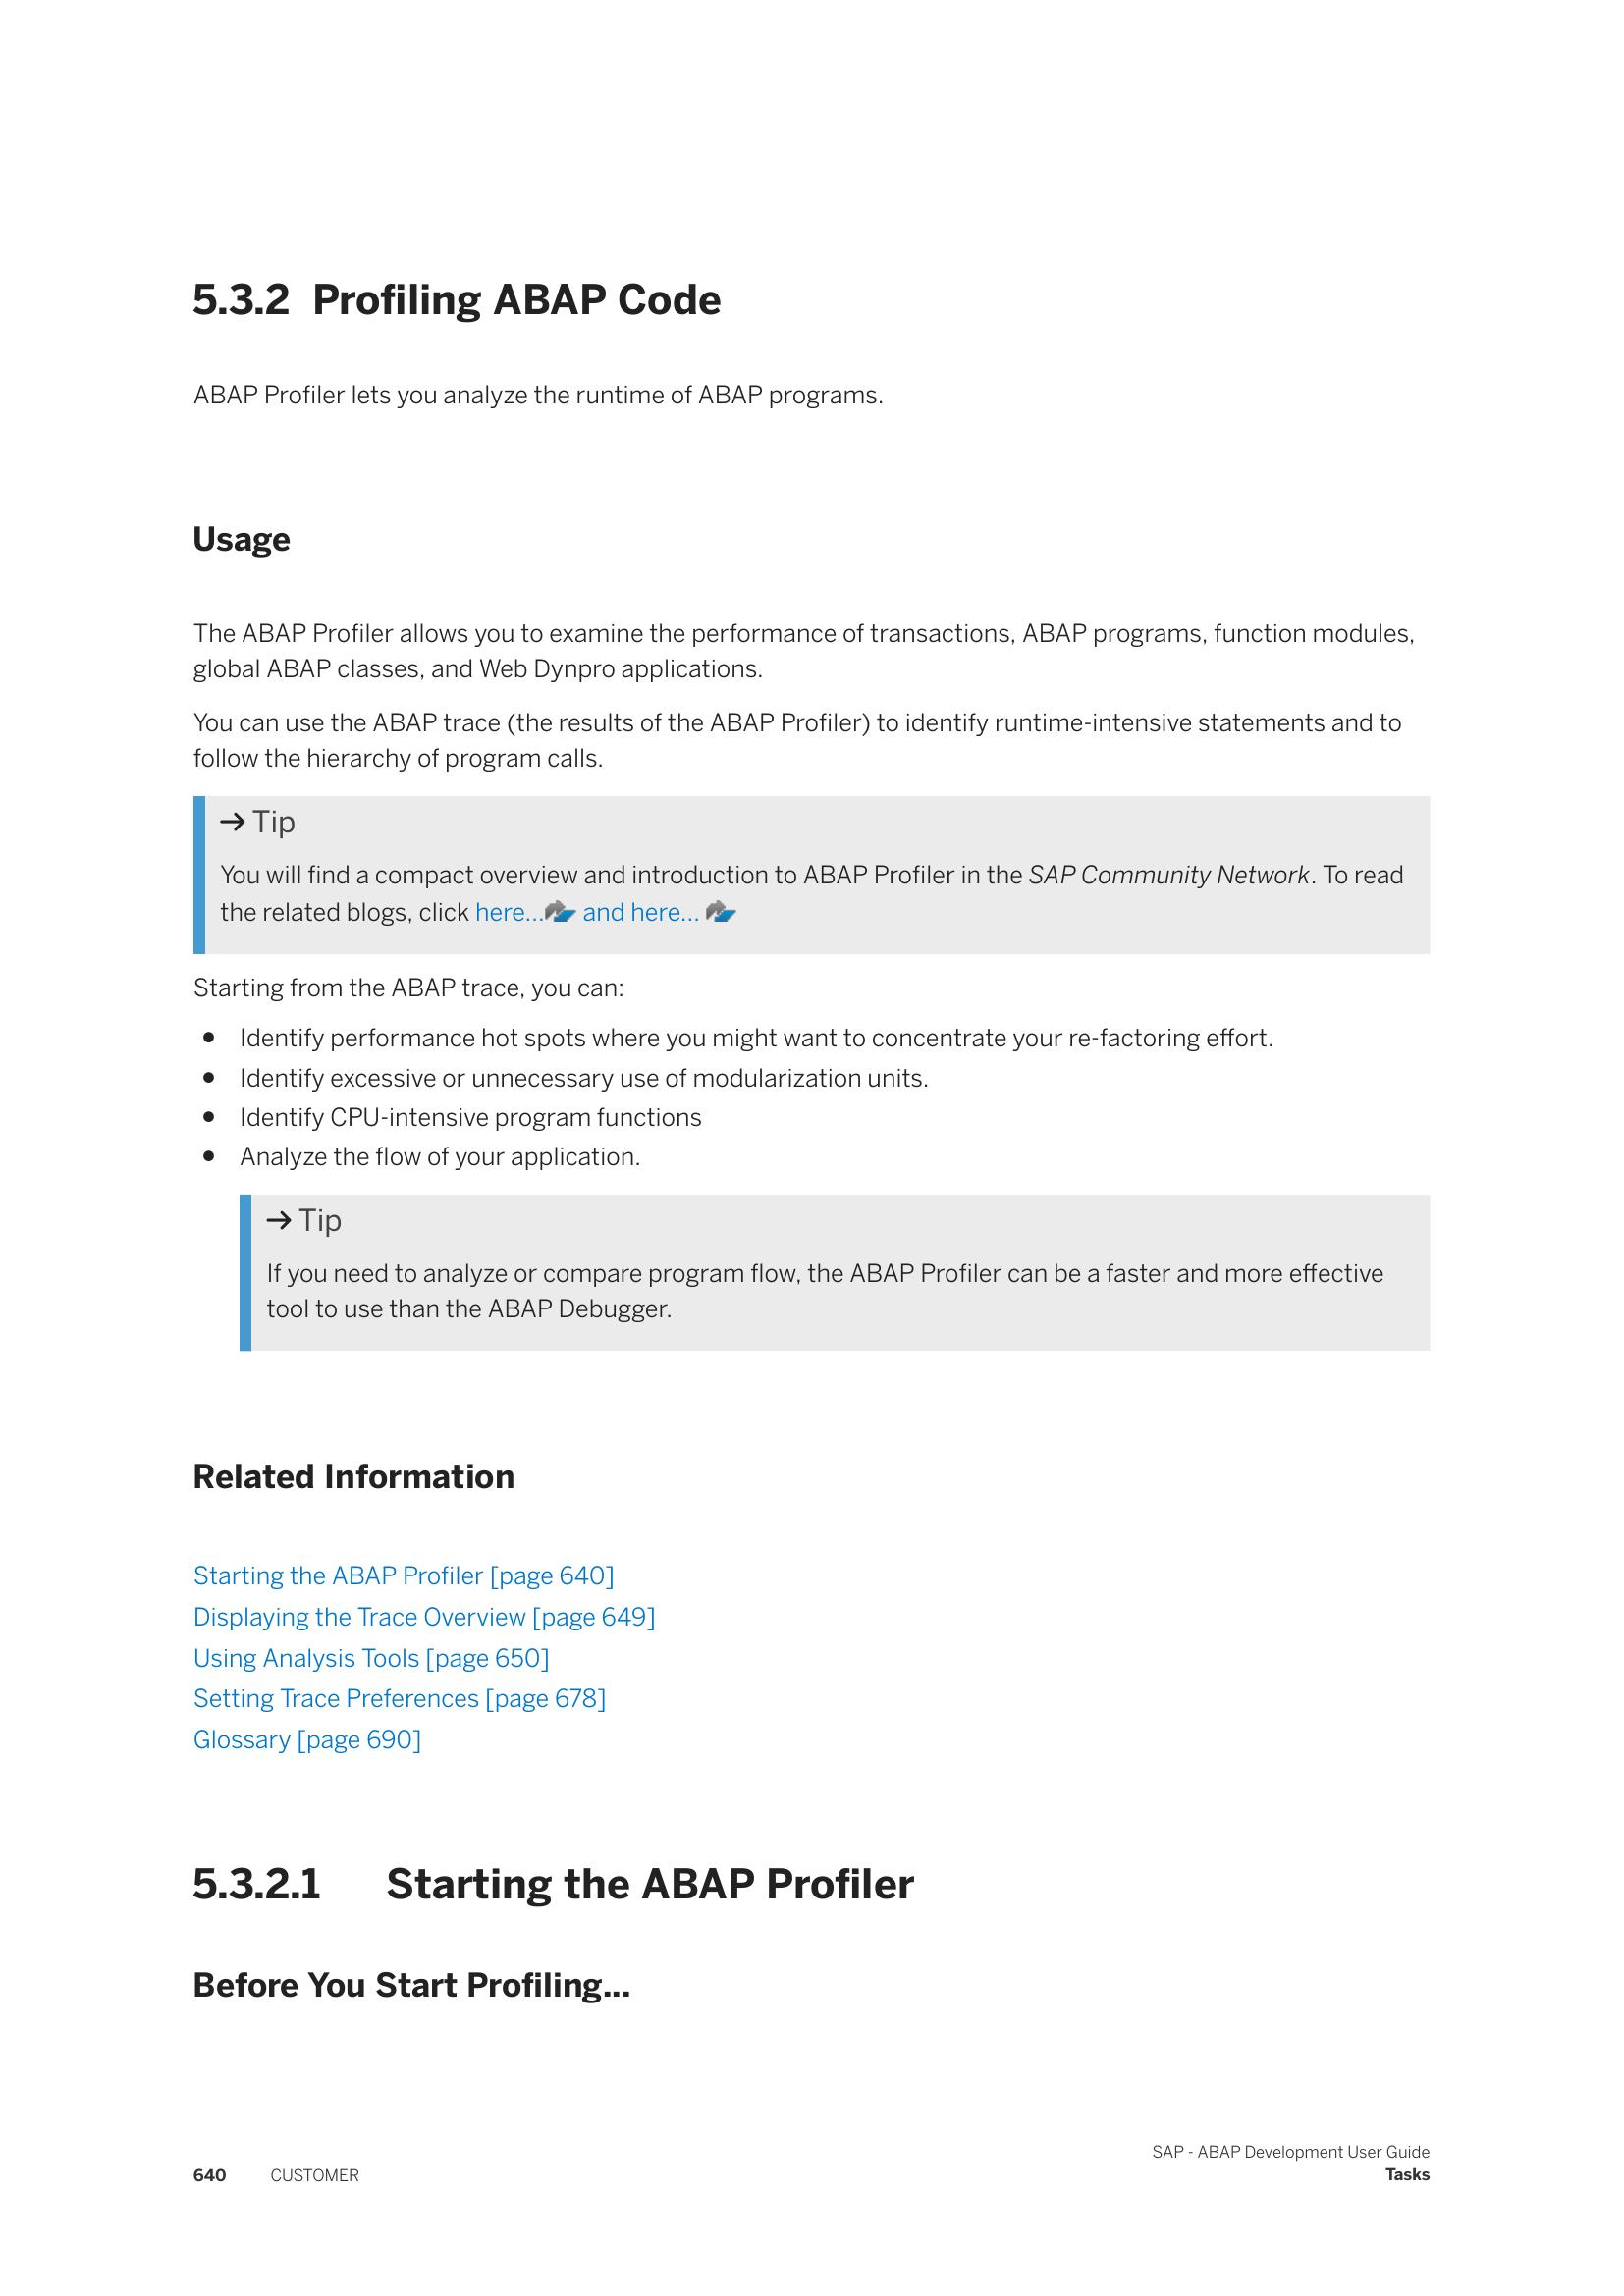 5.3.2 Profiling ABAP Code
ABAP Profiler lets you analyze the runtime of ABAP programs.
Usage
The ABAP Profiler allows you to examine the performance of transactions, ABAP programs, function modules,
global ABAP classes, and Web Dynpro applications.
You can use the ABAP trace (the results of the ABAP Profiler) to identify runtime-intensive statements and to
follow the hierarchy of program calls.
→ Tip
You will find a compact overview and introduction to ABAP Profiler in the SAP Community Network. To read
the related blogs, click here... and here...
Starting from the ABAP trace, you can:
● Identify performance hot spots where you might want to concentrate your re-factoring effort.
● Identify excessive or unnecessary use of modularization units.
● Identify CPU-intensive program functions
● Analyze the flow of your application.
→ Tip
If you need to analyze or compare program flow, the ABAP Profiler can be a faster and more effective
tool to use than the ABAP Debugger.
Related Information
Starting the ABAP Profiler [page 640]
Displaying the Trace Overview [page 649]
Using Analysis Tools [page 650]
Setting Trace Preferences [page 678]
Glossary [page 690]
5.3.2.1 Starting the ABAP Profiler
Before You Start Profiling...
SAP - ABAP Development User Guide
640 CUSTOMER Tasks